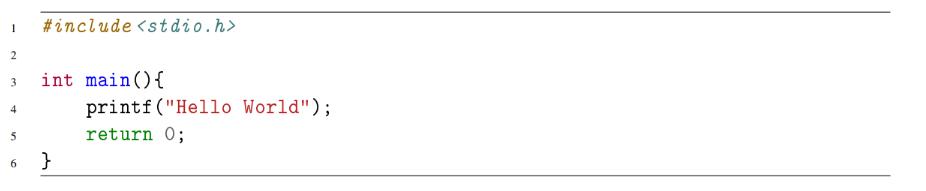 1 #include<stdio.h>
2
3 int main(){
4     printf("Hello World");
5     return 0;
6 }